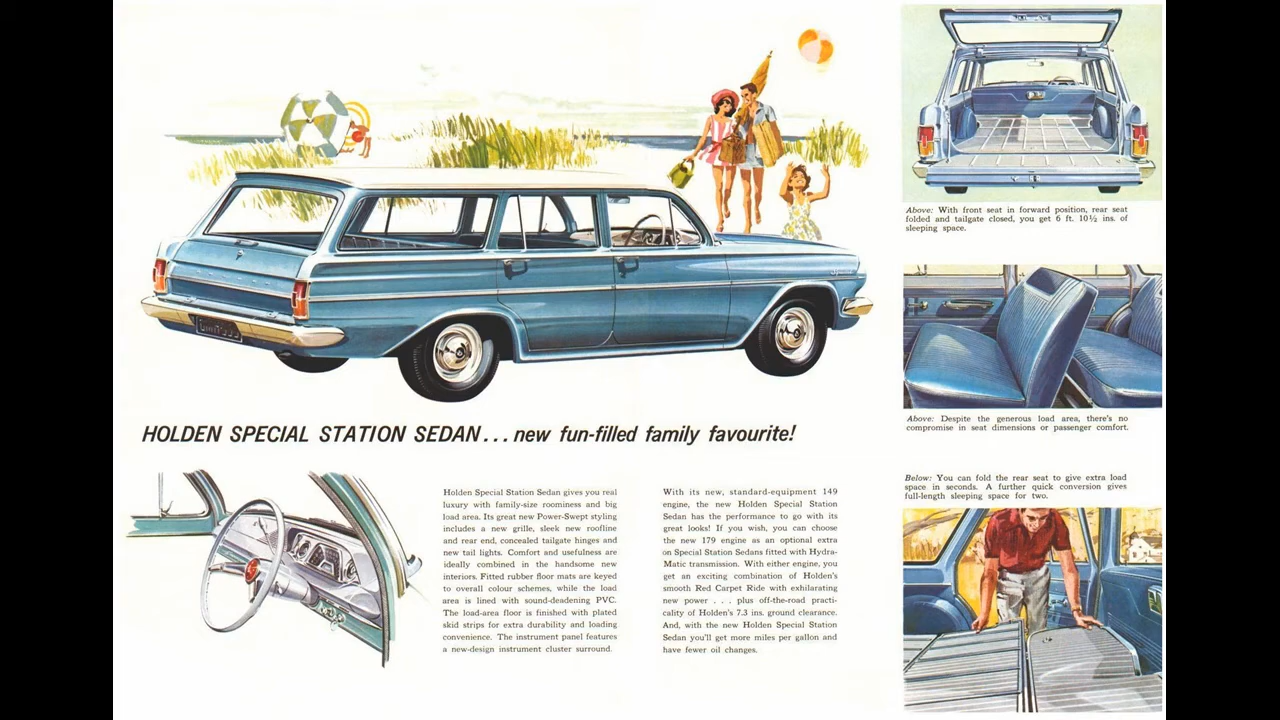 Above: With front seat in forward position, rear seat
folded and tailgate closed, you get 6 ft. 10½ ins. of
sleeping space.
Above: Despite the generous load area, there's no
compromise in seat dimensions or passenger comfort.
HOLDEN SPECIAL STATION SEDAN... new fun-filled family favourite!
Holden Special Station Sedan gives you real
luxury with family-size roominess and big
load area. Its great new Power-Swept styling
includes a new grille, sleek new roofline
and rear end, concealed tailgate hinges and
new tail lights. Comfort and usefulness are
ideally combined in the handsome new
interiors. Fitted rubber floor mats are keyed
to overall colour schemes, while the load
area is lined with sound-deadening PVC.
The load-area floor is finished with plated
skid strips for extra durability and loading
convenience. The instrument panel features
a new-design instrument cluster surround.
With its new, standard-equipment 149
engine, the new Holden Special Station
Sedan has the performance to go with its
great looks! If you wish, you can choose
the new 179 engine as an optional extra
on Special Station Sedans fitted with Hydra-
Matic transmission. With either engine, you
get an exciting combination of Holden's
smooth Red Carpet Ride with exhilarating
new power . . . plus off-the-road practi-
cality of Holden's 7.3 ins. ground clearance.
And, with the new Holden Special Station
Sedan you'll get more miles per gallon and
have fewer oil changes.
Below: You can fold the rear seat to give extra load
space in seconds. A further quick conversion gives
full-length sleeping space for two.